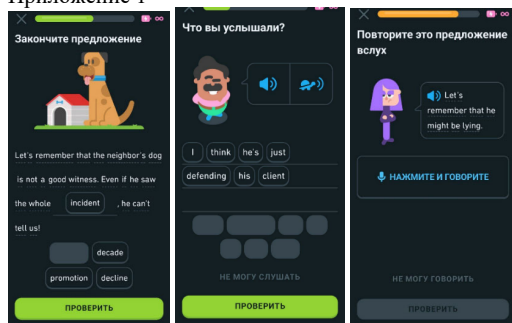 Приложение 1
Закончите предложение
Let's remember that the neighbor's dog
is not a good witness. Even if he saw
the whole incident , he can't
tell us!
decade
promotion decline
ПРОВЕРИТЬ
Что вы услышали?
I think he's just
defending his client
НЕ МОГУ СЛУШАТЬ
ПРОВЕРИТЬ
Повторите это предложение
вслух
Let's
remember that he
might be lying.
НАЖМИТЕ И ГОВОРИТЕ
НЕ МОГУ ГОВОРИТЬ
ПРОВЕРИТЬ